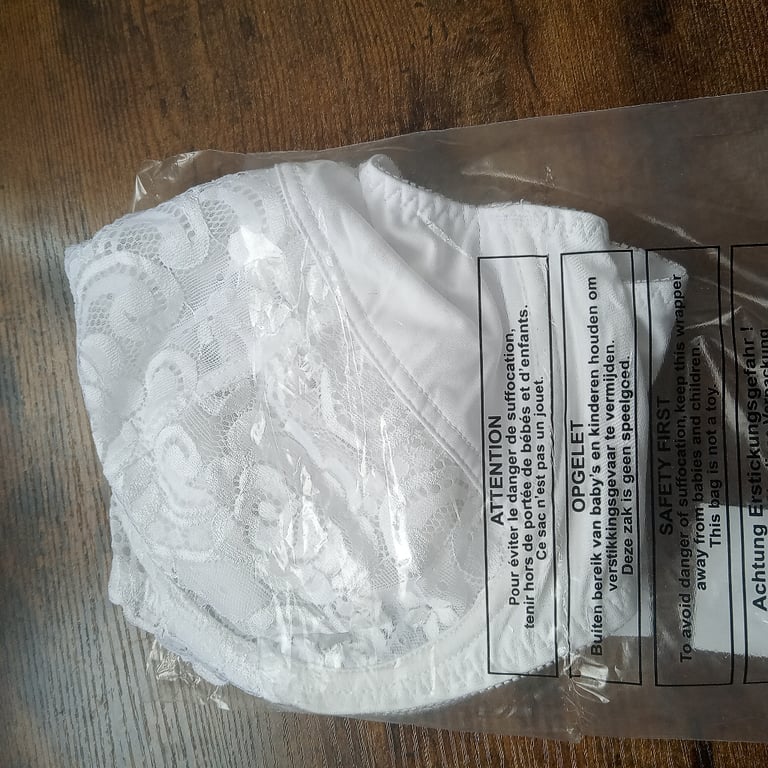 ATTENTION
Pour éviter le danger de suffocation,
tenir hors de portée de bébés et d'enfants.
Ce sac n'est pas un jouet.
OPGELET
Buiten bereik van baby's en kinderen houden om
verstikkingsgevaar te vermijden.
Deze zak is geen speelgoed.
SAFETY FIRST
To avoid danger of suffocation, keep this wrapper
away from babies and children.
This bag is not a toy
Achtung Erstickungsgefahr !
Verpackung